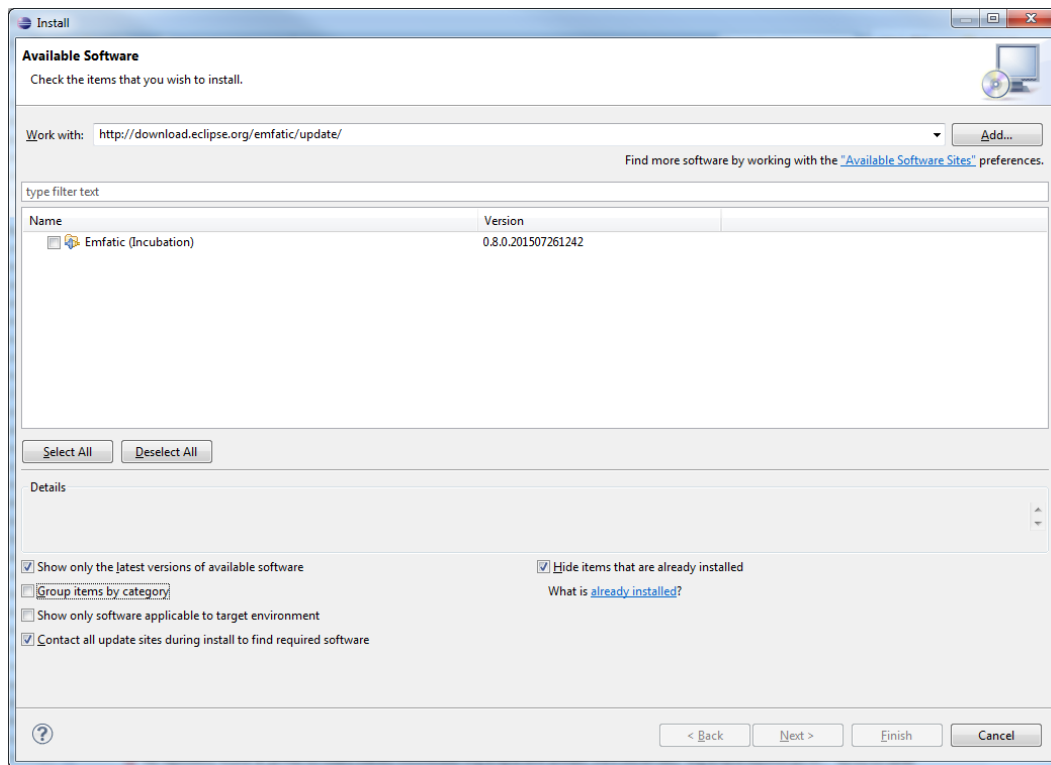 Install
Available Software
Check the items that you wish to install.
Work with: http://download.eclipse.org/emfatic/update/ Add...
Find more software by working with the "Available Software Sites" preferences.
type filter text
Name Version
Emfatic (Incubation) 0.8.0.201507261242
Select All Deselect All
Details
Show only the latest versions of available software Hide items that are already installed
Group items by category What is already installed?
Show only software applicable to target environment
Contact all update sites during install to find required software
? < Back Next > Finish Cancel